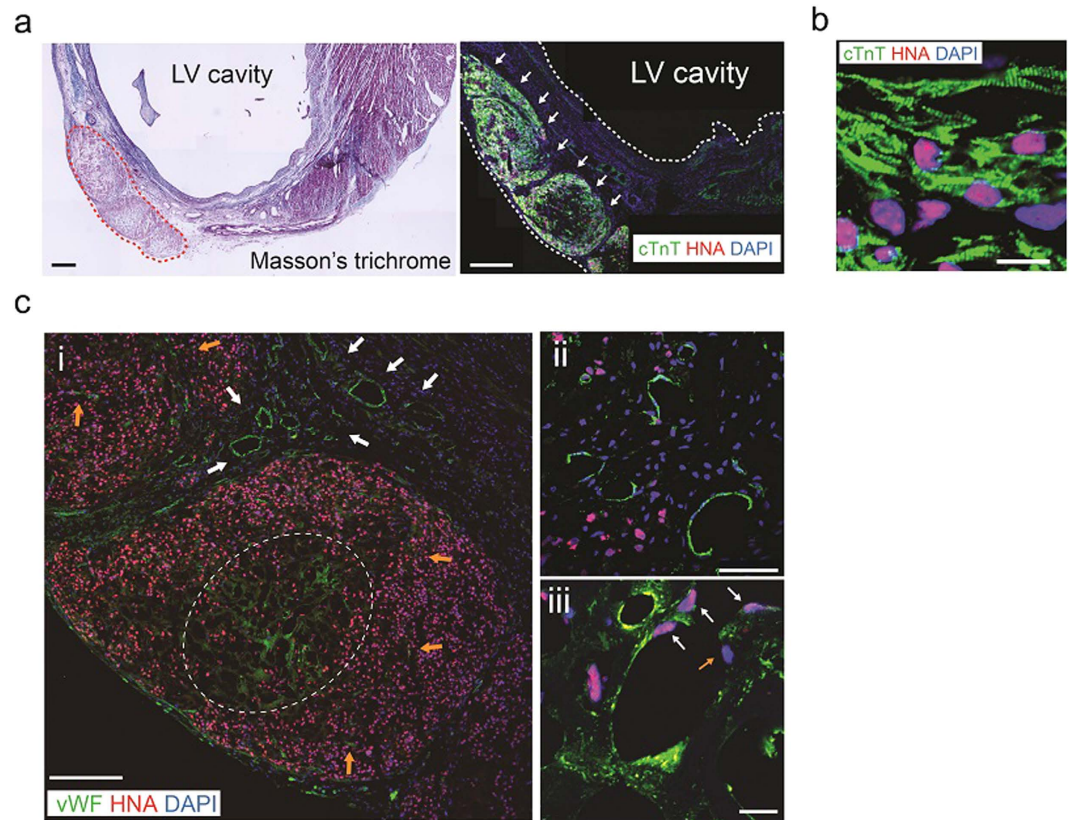 a
LV cavity
Masson's trichrome
LV cavity
cTnT HNA DAPI
b
cTnT HNA DAPI
c
i
vWF HNA DAPI
ii
iii